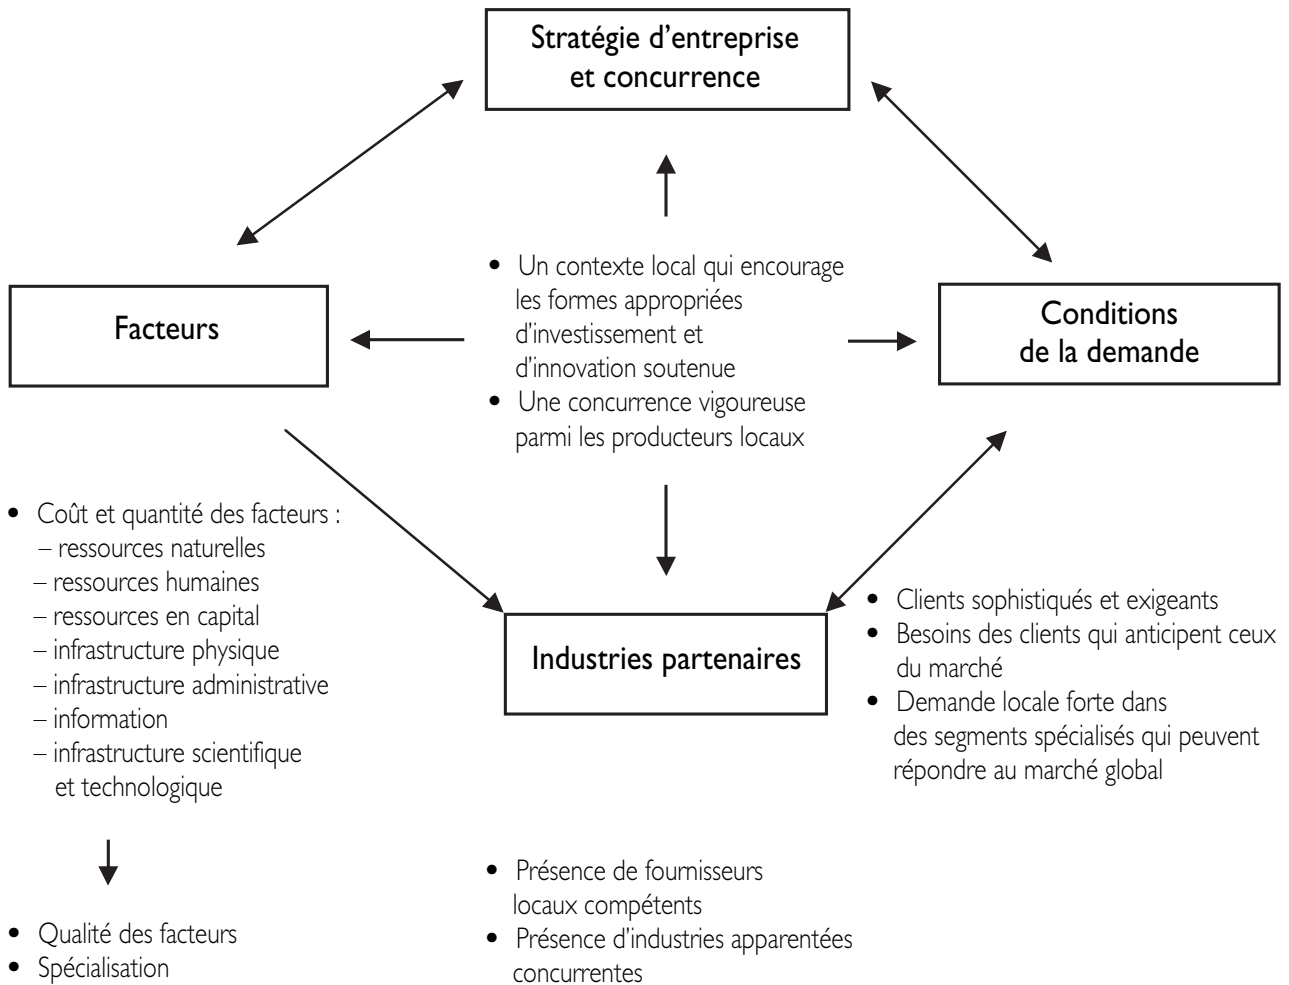 Stratégie d’entreprise
et concurrence
• Un contexte local qui encourage
les formes appropriées
d’investissement et
d’innovation soutenue
• Une concurrence vigoureuse
parmi les producteurs locaux
Facteurs
Conditions
de la demande
• Coût et quantité des facteurs :
– ressources naturelles
– ressources humaines
– ressources en capital
– infrastructure physique
– infrastructure administrative
– information
– infrastructure scientifique
et technologique
• Qualité des facteurs
• Spécialisation
Industries partenaires
• Clients sophistiqués et exigeants
• Besoins des clients qui anticipent ceux
du marché
• Demande locale forte dans
des segments spécialisés qui peuvent
répondre au marché global
• Présence de fournisseurs
locaux compétents
• Présence d’industries apparentées
concurrentes